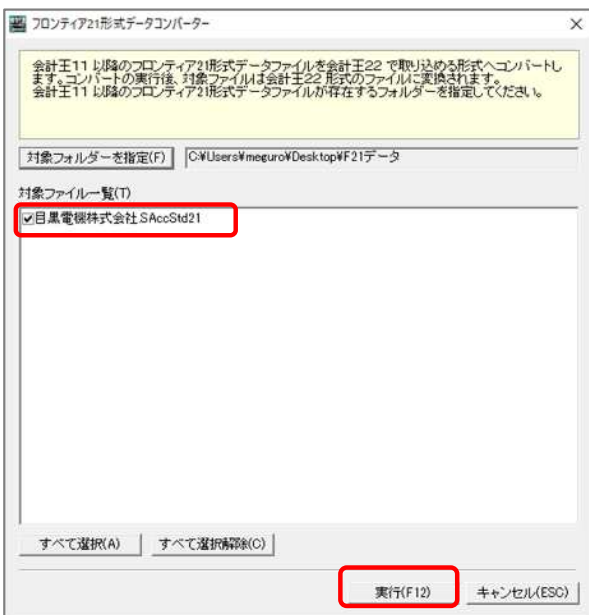 フロンティア21形式データコンバーター
会計王11 以降のフロンティア21形式データファイルを会計王22 で取り込める形式へコンバートし
ます。コンバートの実行後、対象ファイルは会計王22 形式のファイルに変換されます。
会計王11 以降のフロンティア21形式データファイルが存在するフォルダーを指定してください。
対象フォルダーを指定(F) C:¥Users¥meguro¥Desktop¥F21データ
対象ファイル一覧(T)
目黒電機株式会社.SAccStd21
すべて選択(A) すべて選択解除(C)
実行(F12) キャンセル(ESC)